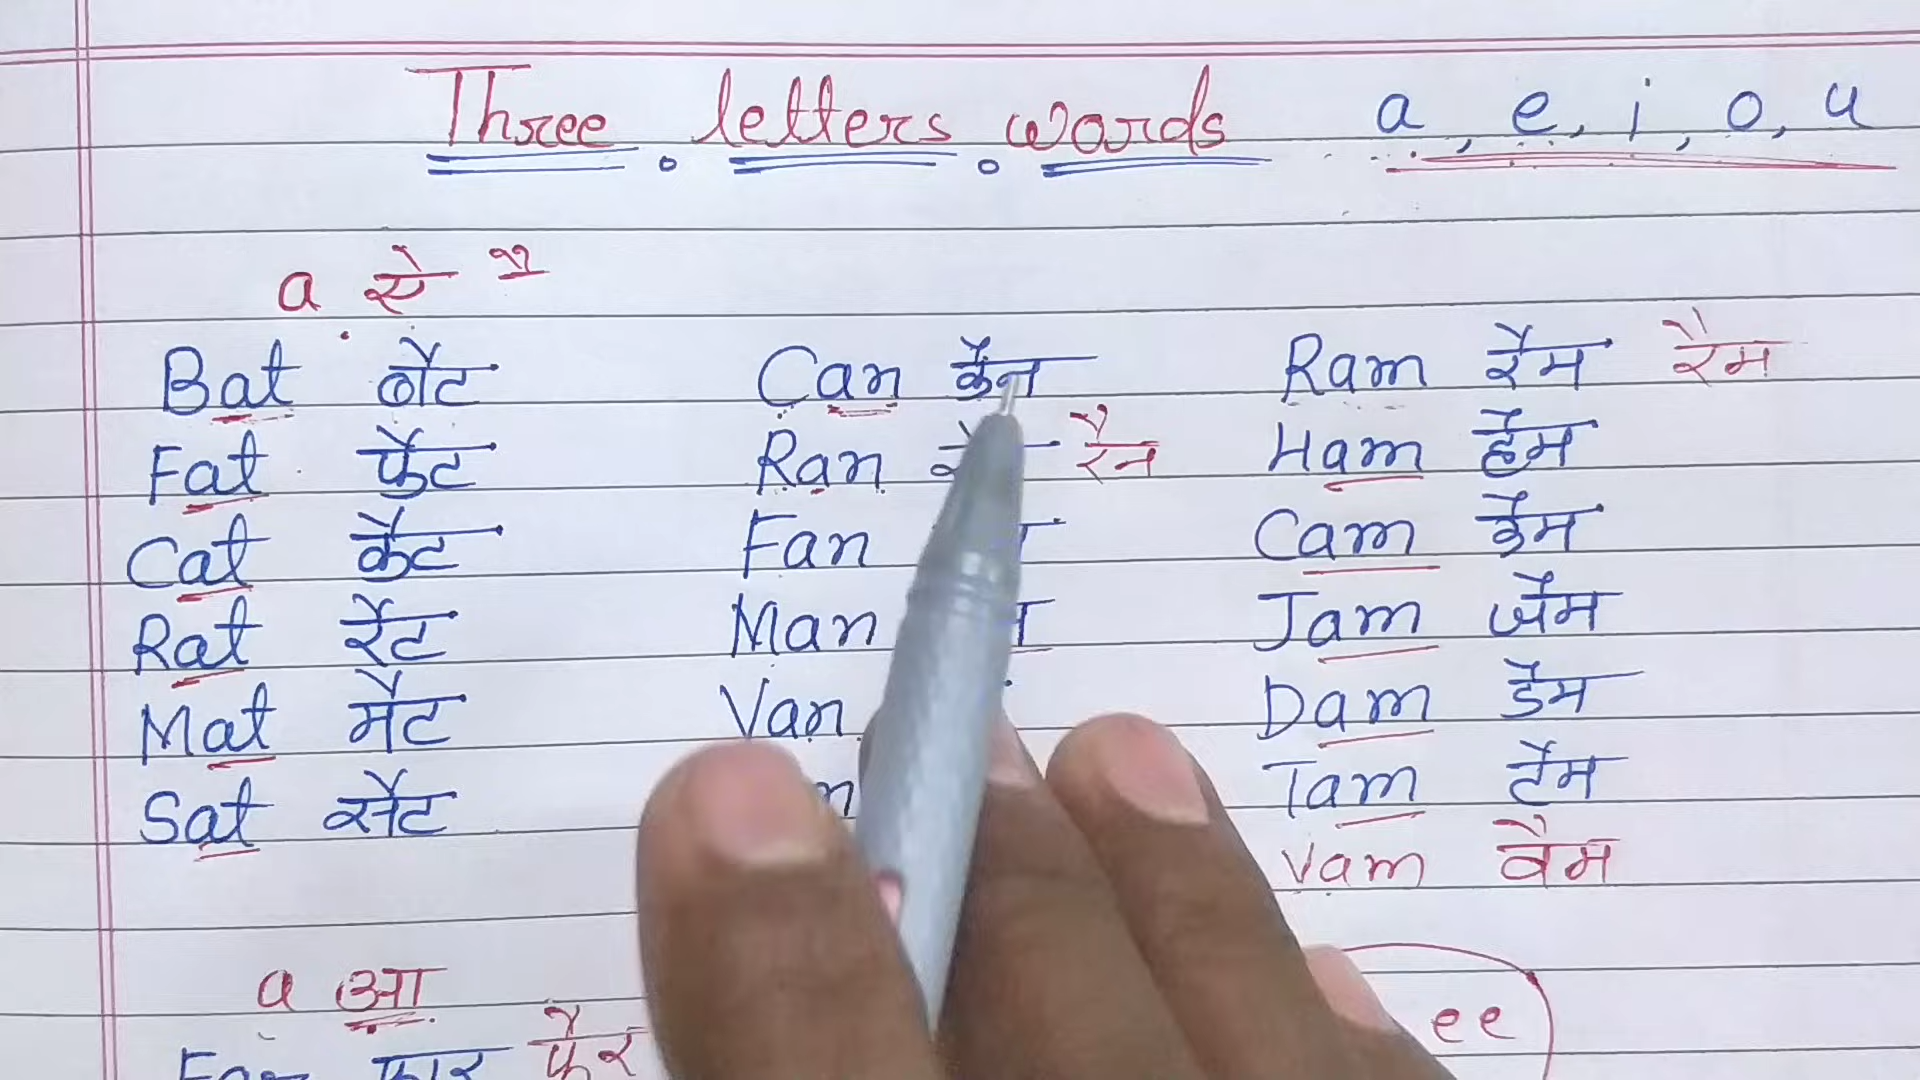 Three letters words a, e, i, o, u
a से
Bat बैट Can कैन Ram रैम रैम
Fat फैट Ran रैन Ham हैम
Cat कैट Fan Cam कैम
Rat रैट Man Jam जैम
Mat मैट Van Dam डैम
Sat सैट Tam टैम
Vam वैम
a आ
ee
Far फार फैर